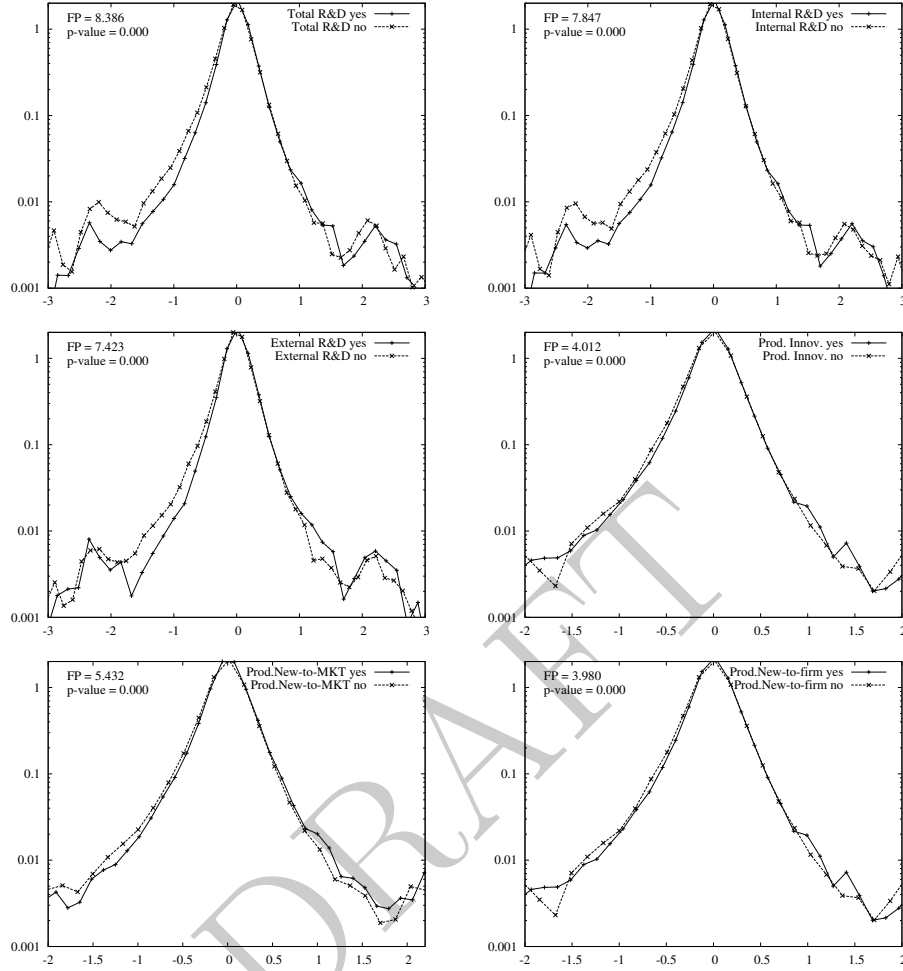 FP = 8.386
p-value = 0.000
Total R&D yes
Total R&D no
1
0.1
0.01
0.001
-3
-2
-1
0
1
2
3
FP = 7.847
p-value = 0.000
Internal R&D yes
Internal R&D no
1
0.1
0.01
0.001
-3
-2
-1
0
1
2
3
FP = 7.423
p-value = 0.000
External R&D yes
External R&D no
1
0.1
0.01
0.001
-3
-2
-1
0
1
2
3
FP = 4.012
p-value = 0.000
Prod. Innov. yes
Prod. Innov. no
1
0.1
0.01
0.001
-2
-1.5
-1
-0.5
0
0.5
1
1.5
2
FP = 5.432
p-value = 0.000
Prod.New-to-MKT yes
Prod.New-to-MKT no
1
0.1
0.01
0.001
-2
-1.5
-1
-0.5
0
0.5
1
1.5
2
FP = 3.980
p-value = 0.000
Prod.New-to-firm yes
Prod.New-to-firm no
1
0.1
0.01
0.001
-2
-1.5
-1
-0.5
0
0.5
1
1.5
2
DRAFT